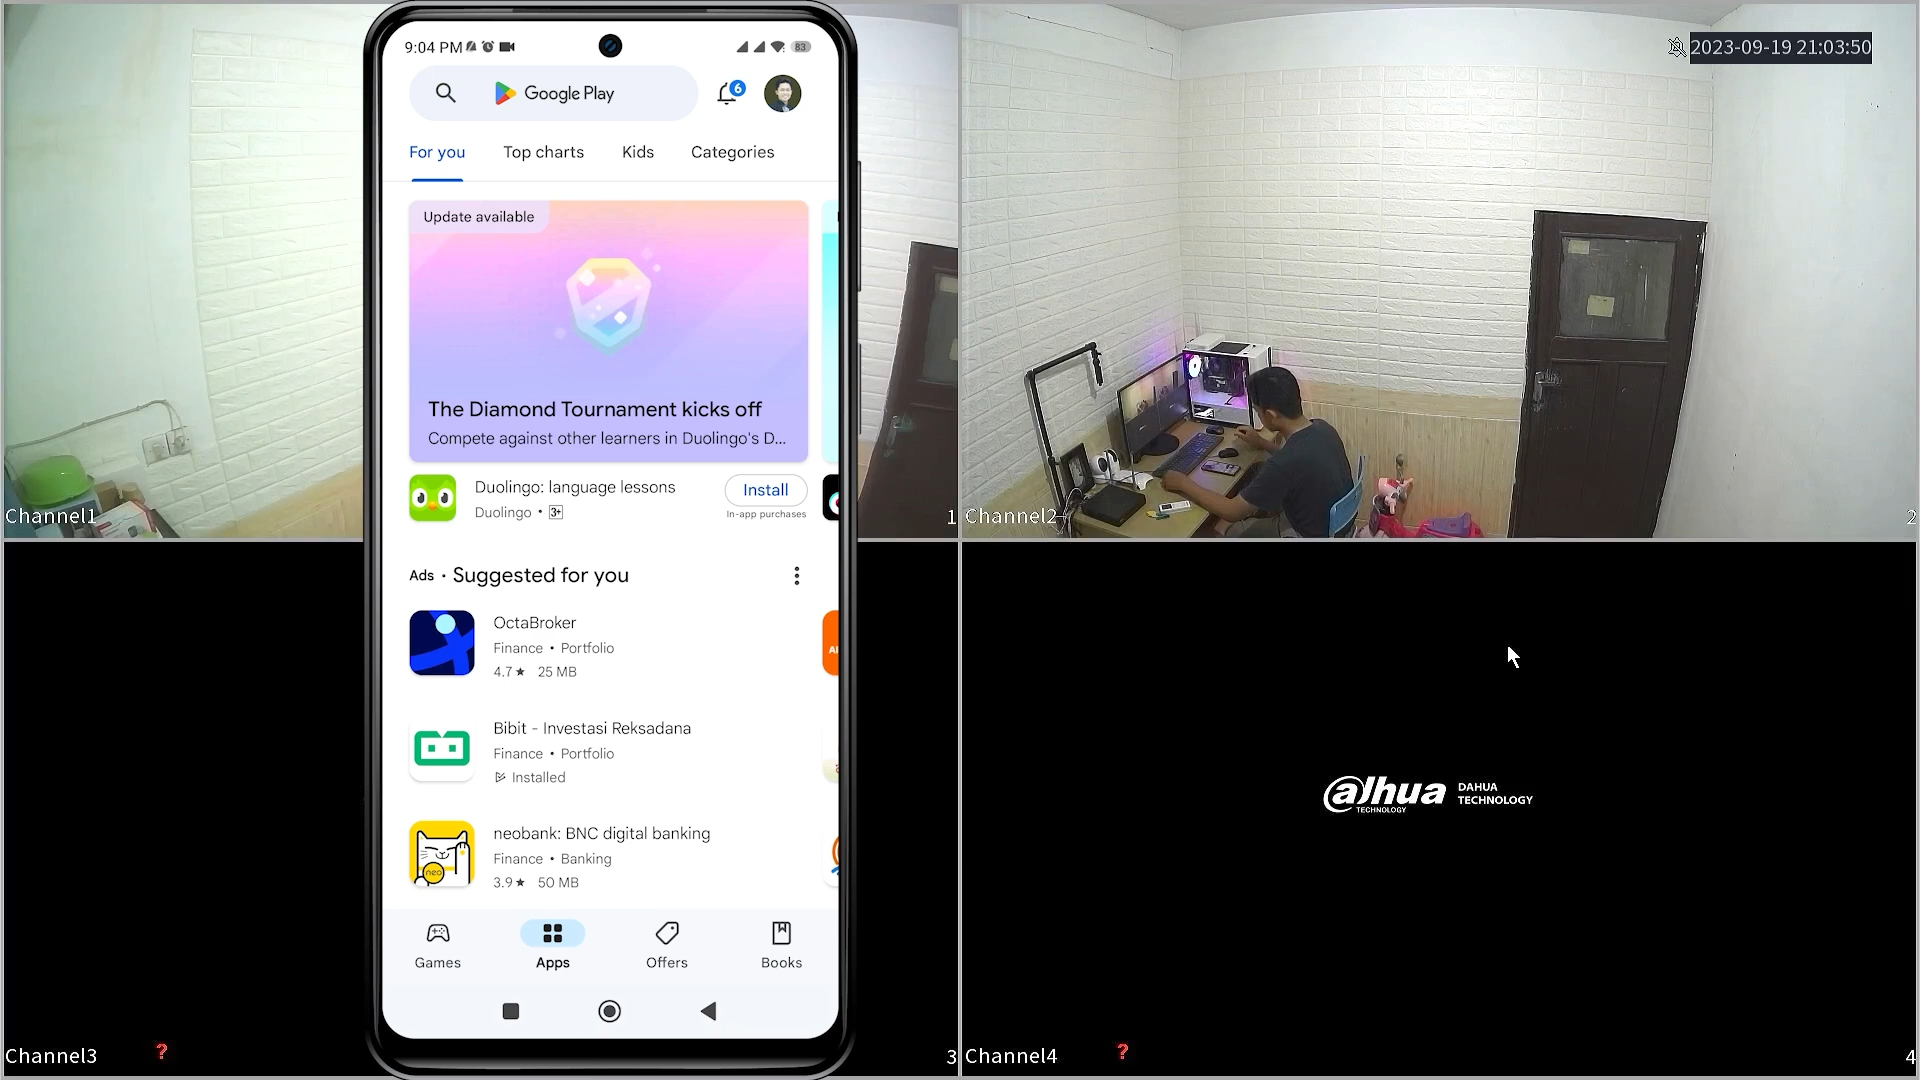 9:04 PM
83
Google Play
6
For you
Top charts
Kids
Categories
Update available
The Diamond Tournament kicks off
Compete against other learners in Duolingo's D...
Duolingo: language lessons
Duolingo • 3+
Install
In-app purchases
Ads • Suggested for you
OctaBroker
Finance • Portfolio
4.7★ 25 MB
Bibit - Investasi Reksadana
Finance • Portfolio
Installed
neobank: BNC digital banking
Finance • Banking
3.9★ 50 MB
neo
Games
Apps
Offers
Books
Channel1
1
2023-09-19 21:03:50
Channel2
2
Channel3
?
3
alhua
TECHNOLOGY
DAHUA
TECHNOLOGY
Channel4
?
4